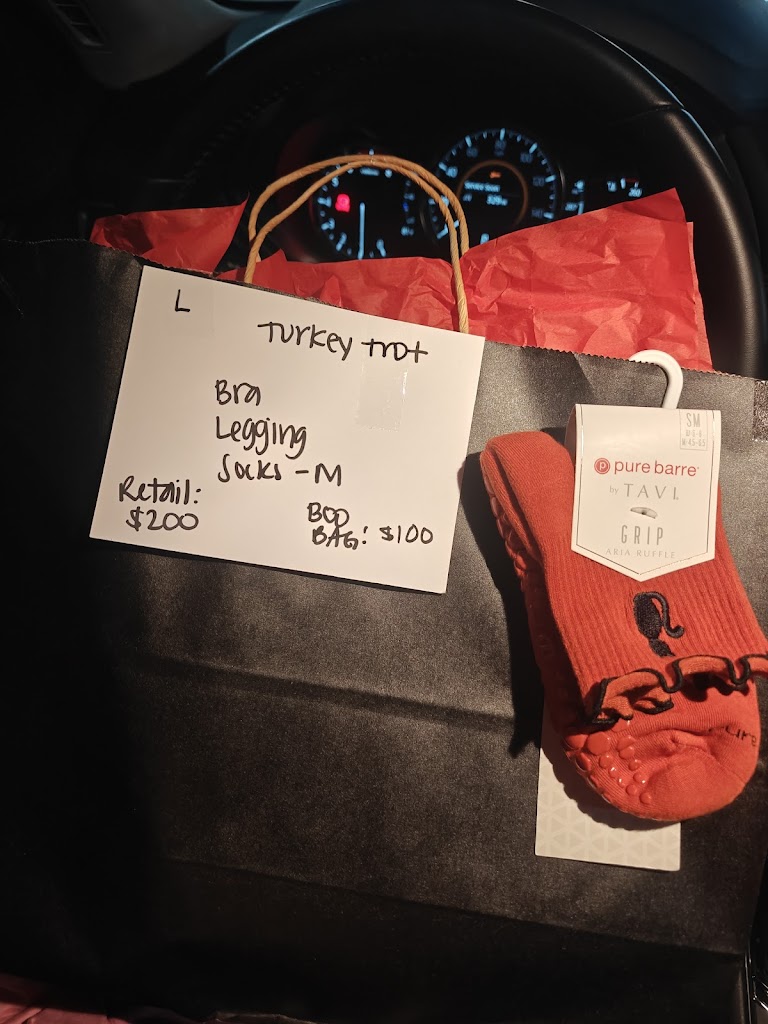 L
Turkey Trot
Bra
Legging
Socks - M
Retail:
$200
BOO
BAG: $100
SM
pure barre
by TAVI
GRIP
ARIA RUFFLE